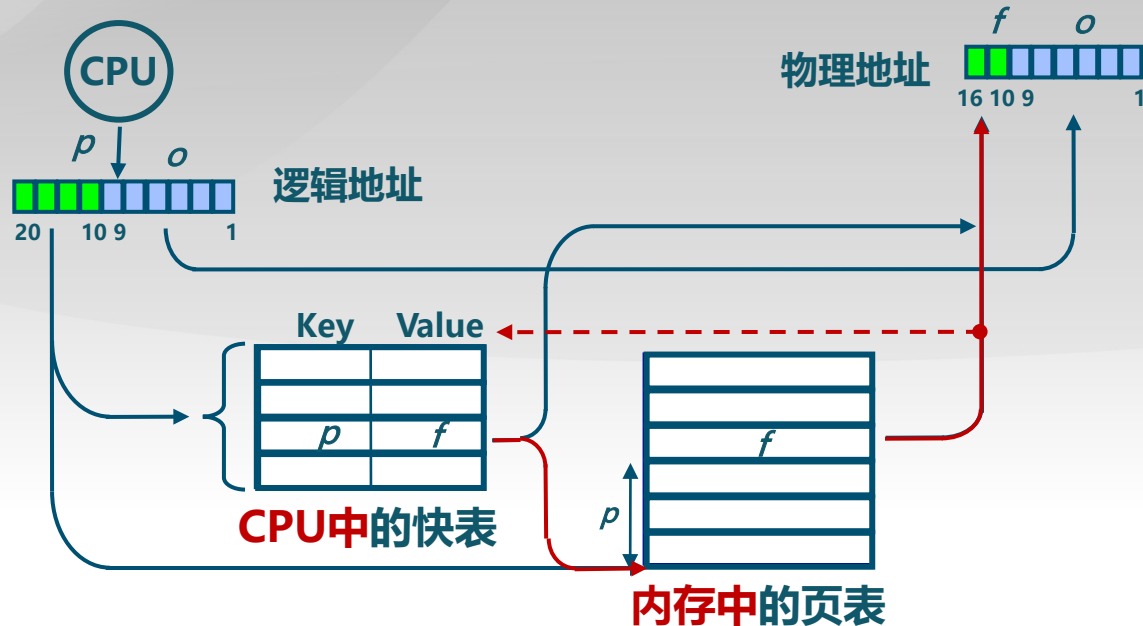 f o
CPU
物理地址
16 10 9 1
p o
逻辑地址
20 10 9 1
Key Value
p f
f
p
CPU中的快表
内存中的页表